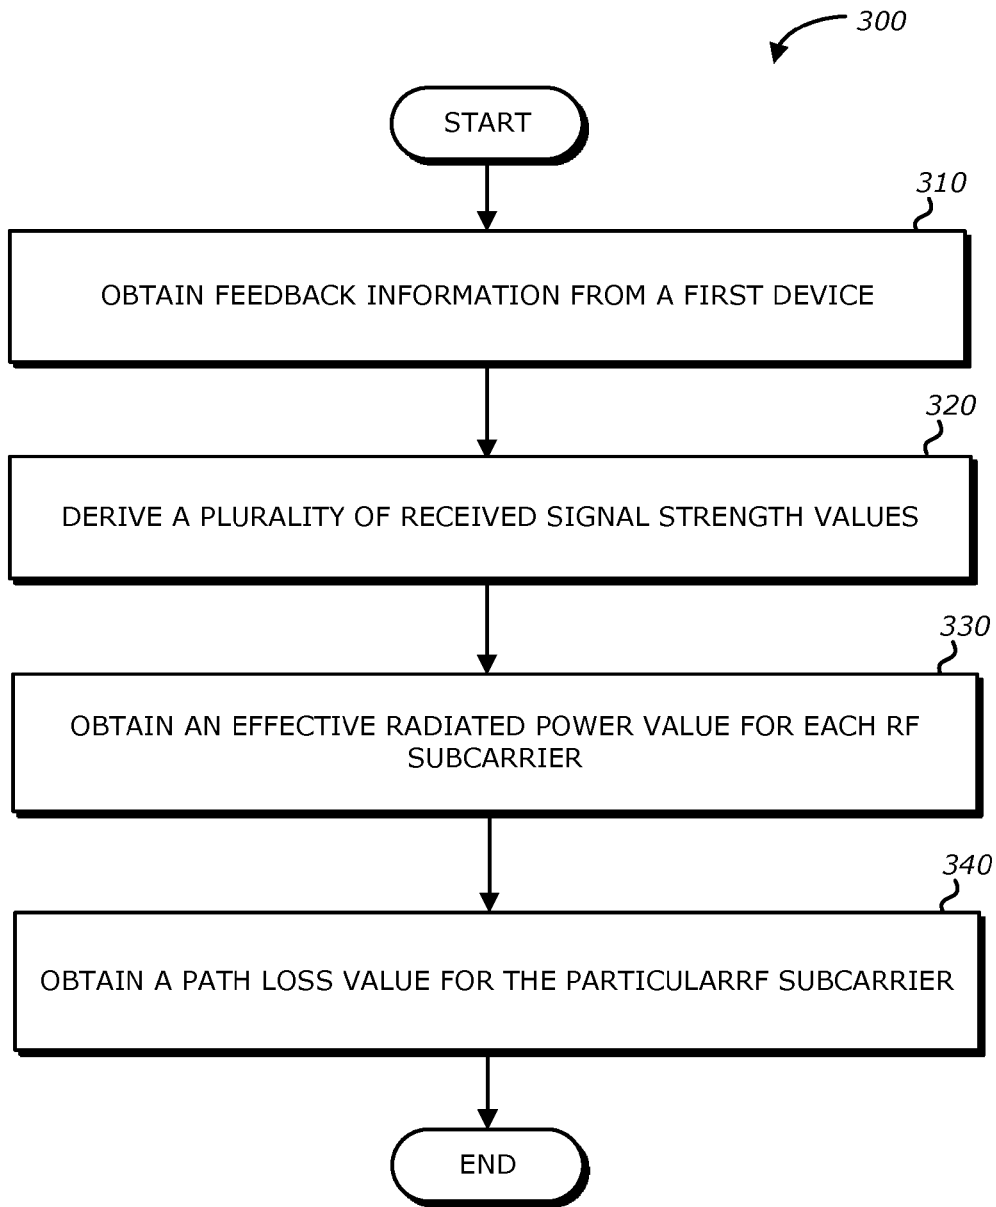 300
START
310
OBTAIN FEEDBACK INFORMATION FROM A FIRST DEVICE
320
DERIVE A PLURALITY OF RECEIVED SIGNAL STRENGTH VALUES
330
OBTAIN AN EFFECTIVE RADIATED POWER VALUE FOR EACH RF
SUBCARRIER
340
OBTAIN A PATH LOSS VALUE FOR THE PARTICULARRF SUBCARRIER
END